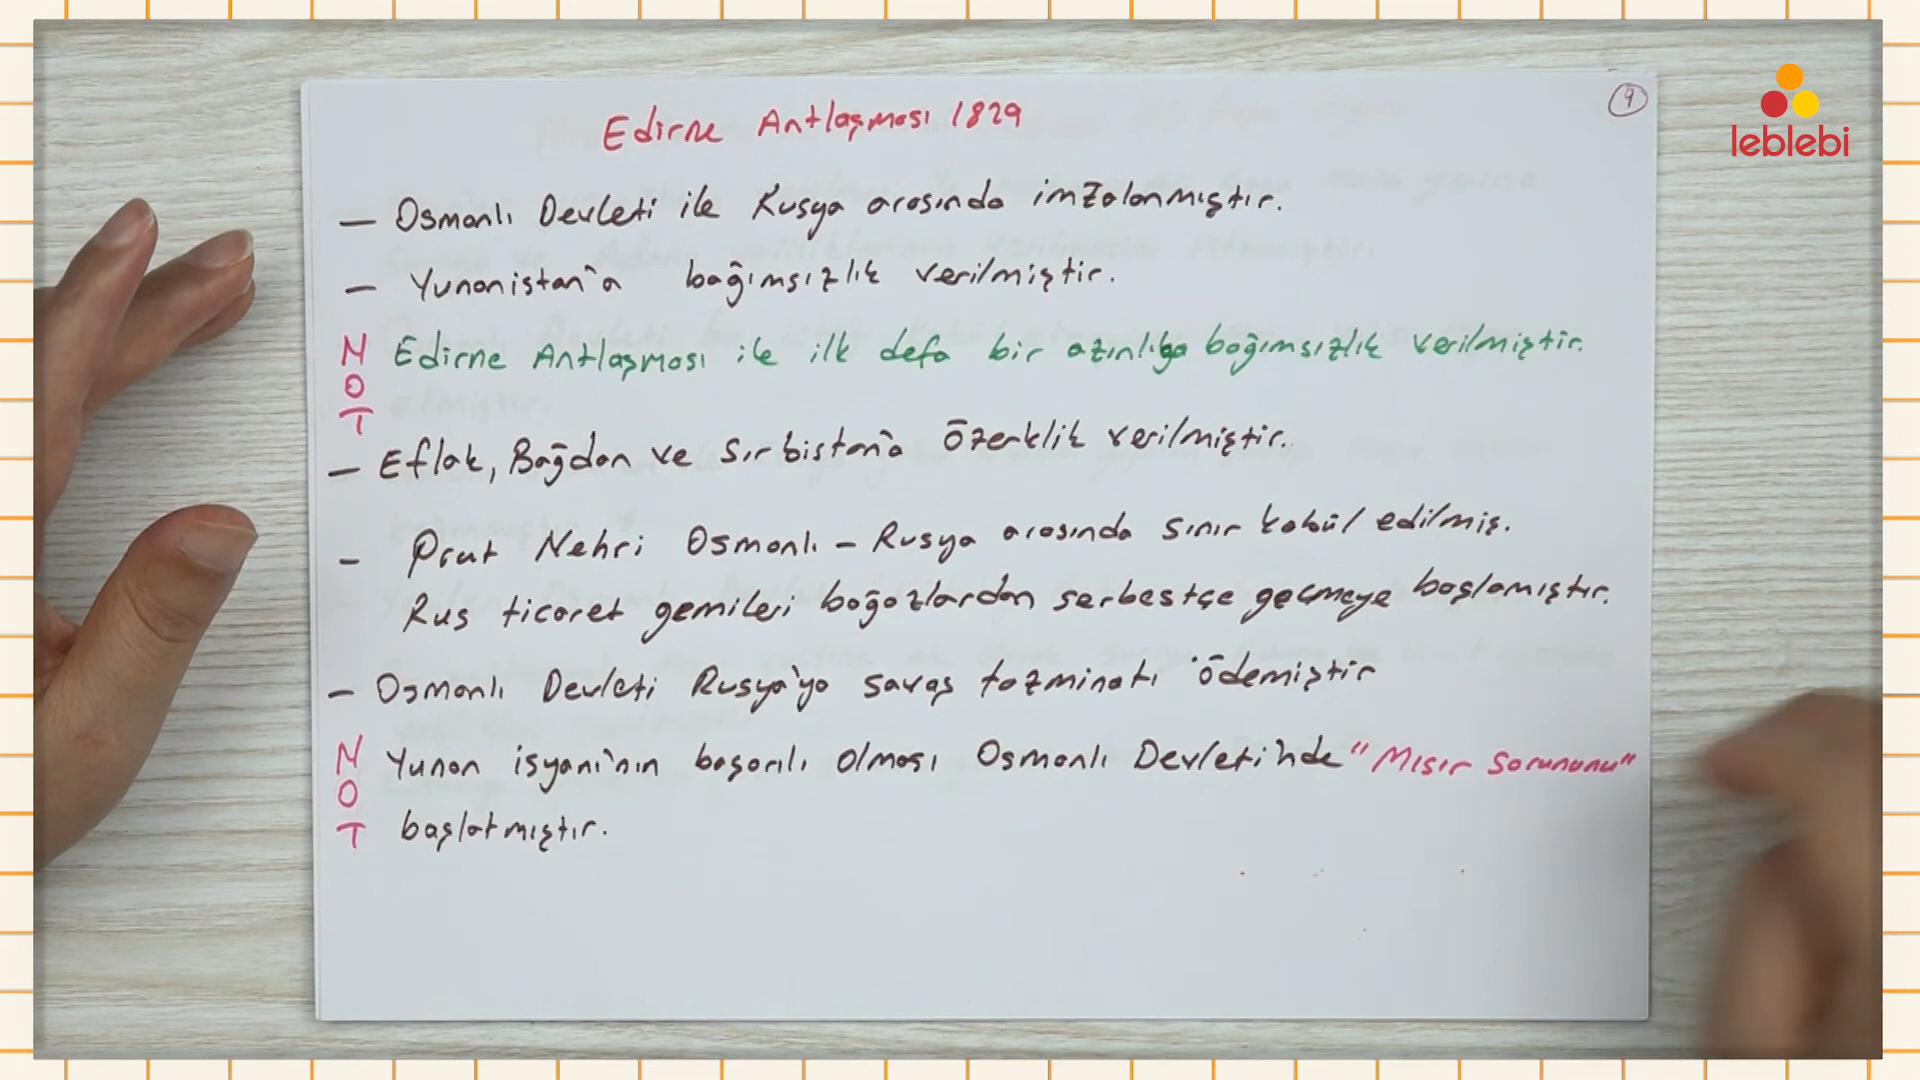 Edirne Antlaşması 1829
9
leblebi
— Osmanlı Devleti ile Rusya arasında imzalanmıştır.
— Yunanistan'a bağımsızlık verilmiştir.
NOT Edirne Antlaşması ile ilk defa bir azınlığa bağımsızlık verilmiştir.
— Eflak, Boğdan ve Sırbistan'a özerklik verilmiştir.
— Prut Nehri Osmanlı – Rusya arasında sınır kabül edilmiş.
Rus ticaret gemileri boğazlardan serbestçe geçmeye başlamıştır.
— Osmanlı Devleti Rusya'ya savaş tazminatı ödemiştir
NOT Yunan isyanı'nın başarılı olması Osmanlı Devleti'nde "Mısır Sorununu"
başlatmıştır.